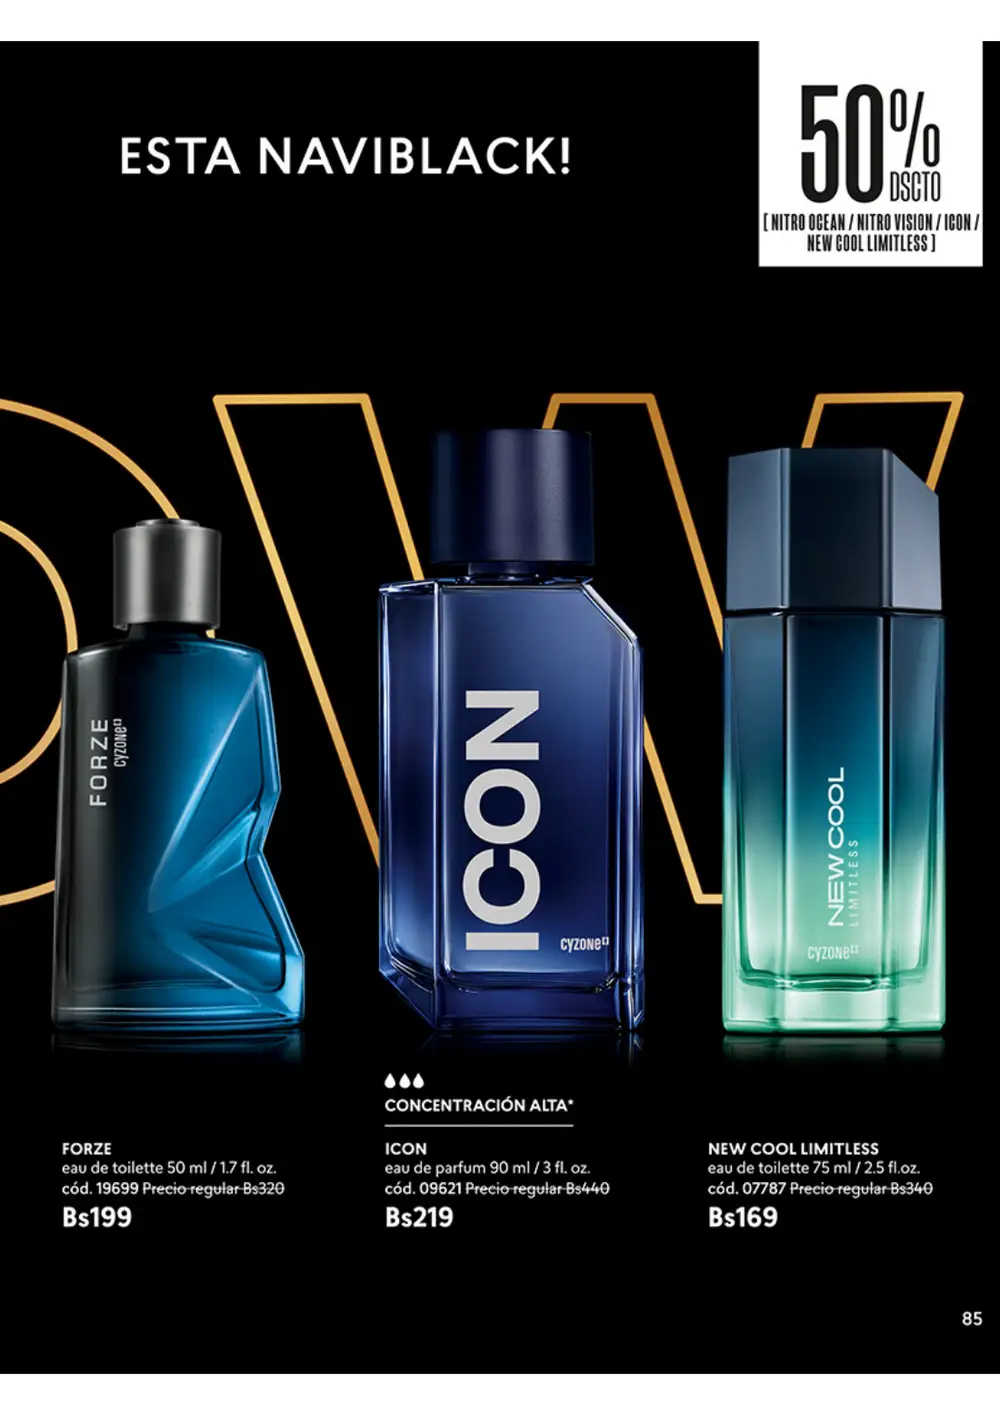 ESTA NAVIBLACK!
50%
DSCTO
[ NITRO OCEAN / NITRO VISION / ICON /
NEW COOL LIMITLESS ]
FORZE
cyzone
ICON
cyzone
NEW COOL
LIMITLESS
cyzone
CONCENTRACIÓN ALTA*
FORZE
eau de toilette 50 ml / 1.7 fl. oz.
cód. 19699 Precio regular Bs320
Bs199
ICON
eau de parfum 90 ml / 3 fl. oz.
cód. 09621 Precio regular Bs440
Bs219
NEW COOL LIMITLESS
eau de toilette 75 ml / 2.5 fl.oz.
cód. 07787 Precio regular Bs340
Bs169
85